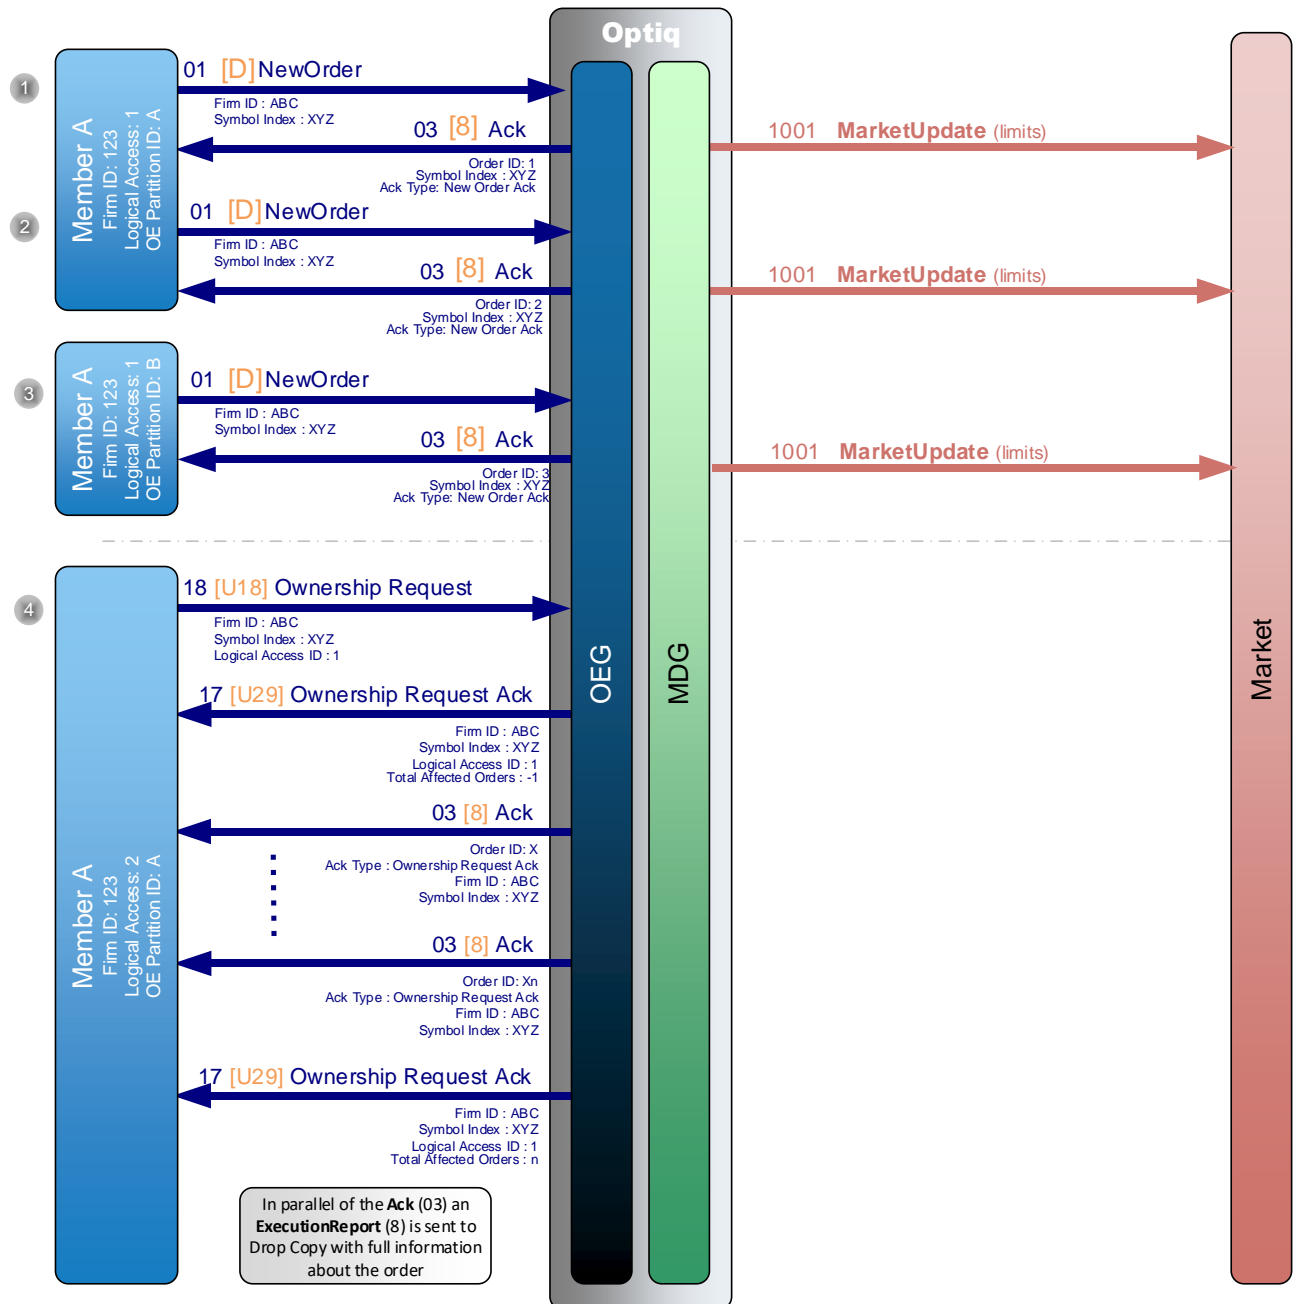 Optiq
1
Member A
Firm ID: 123
Logical Access: 1
OE Partition ID: A
01 [D] NewOrder
Firm ID : ABC
Symbol Index : XYZ
03 [8] Ack
Order ID: 1
Symbol Index : XYZ
Ack Type: New Order Ack
1001 MarketUpdate (limits)
2
01 [D] NewOrder
Firm ID : ABC
Symbol Index : XYZ
03 [8] Ack
Order ID: 2
Symbol Index : XYZ
Ack Type: New Order Ack
1001 MarketUpdate (limits)
3
Member A
Firm ID: 123
Logical Access: 1
OE Partition ID: B
01 [D] NewOrder
Firm ID : ABC
Symbol Index : XYZ
03 [8] Ack
Order ID: 3
Symbol Index : XYZ
Ack Type: New Order Ack
1001 MarketUpdate (limits)
4
Member A
Firm ID: 123
Logical Access: 2
OE Partition ID: A
18 [U18] Ownership Request
Firm ID : ABC
Symbol Index : XYZ
Logical Access ID : 1
17 [U29] Ownership Request Ack
Firm ID : ABC
Symbol Index : XYZ
Logical Access ID : 1
Total Affected Orders : -1
03 [8] Ack
Order ID: X
Ack Type : Ownership Request Ack
Firm ID : ABC
Symbol Index : XYZ
03 [8] Ack
Order ID: Xn
Ack Type : Ownership Request Ack
Firm ID : ABC
Symbol Index : XYZ
17 [U29] Ownership Request Ack
Firm ID : ABC
Symbol Index : XYZ
Logical Access ID : 1
Total Affected Orders : n
In parallel of the Ack (03) an
ExecutionReport (8) is sent to
Drop Copy with full information
about the order
OEG
MDG
Market